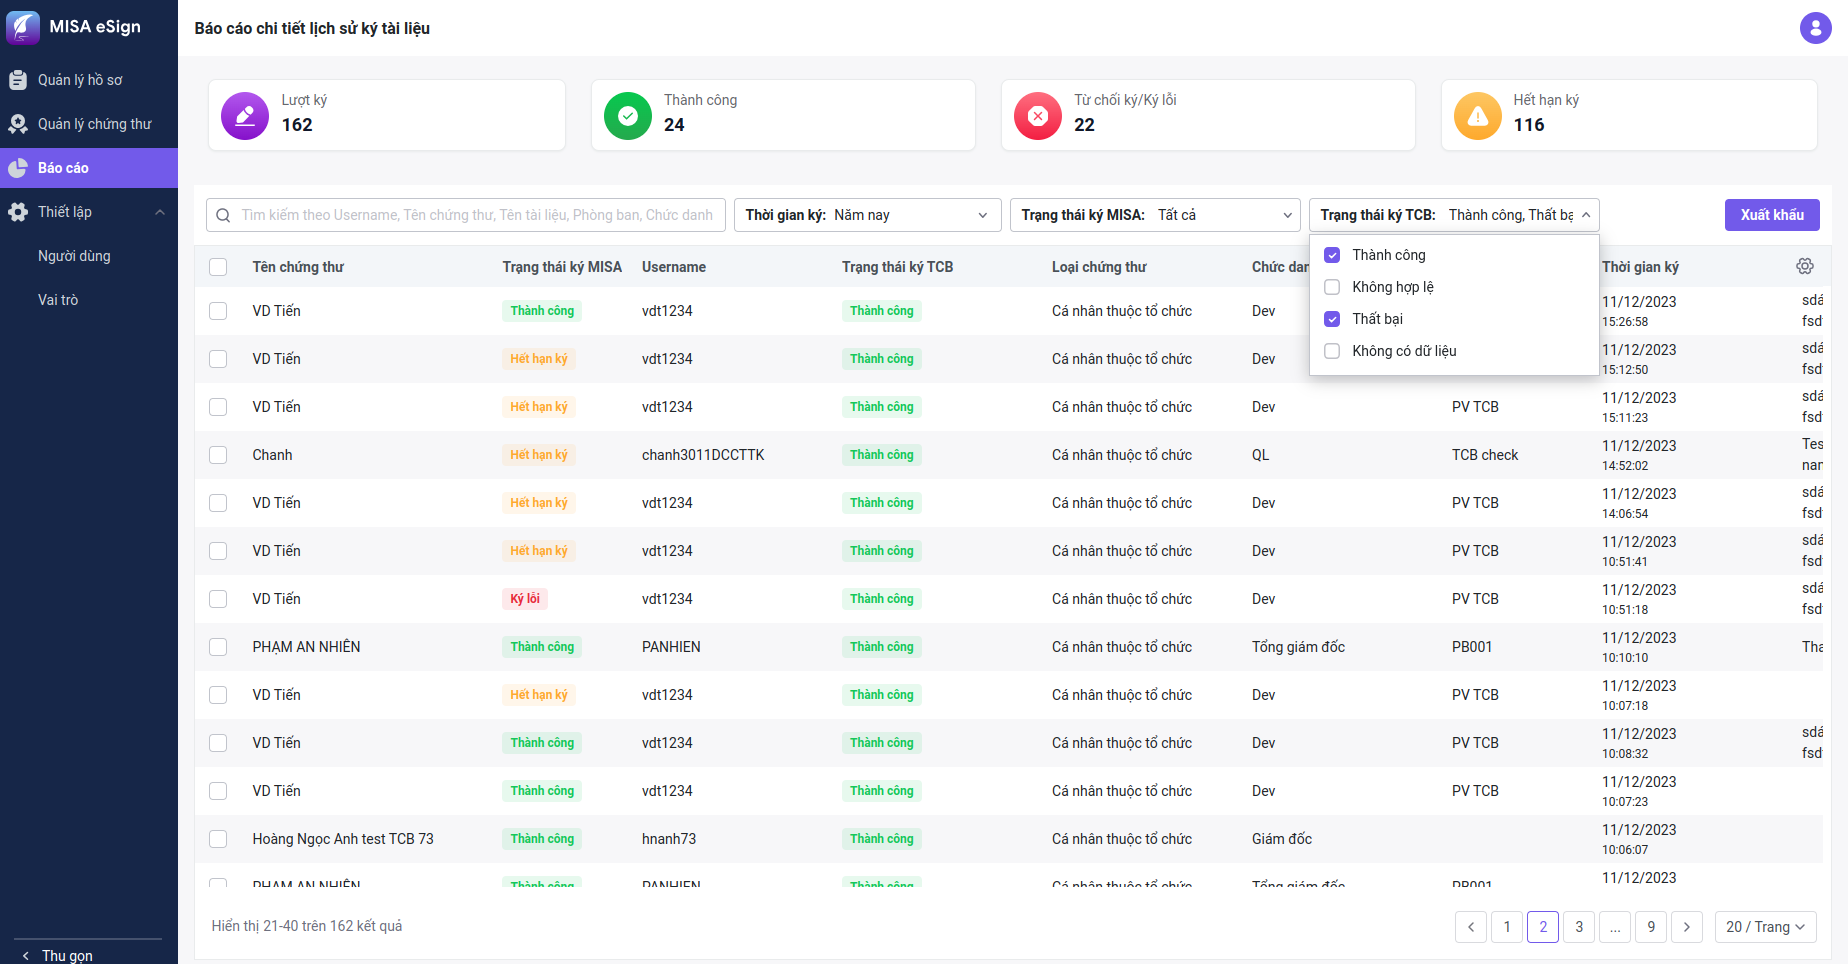 MISA eSign
Quản lý hồ sơ
Quản lý chứng thư
Báo cáo
Thiết lập
Người dùng
Vai trò
Thu gọn
Báo cáo chi tiết lịch sử ký tài liệu
Lượt ký
162
Thành công
24
Từ chối ký/Ký lỗi
22
Hết hạn ký
116
Tìm kiếm theo Username, Tên chứng thư, Tên tài liệu, Phòng ban, Chức danh
Thời gian ký: Năm nay
Trạng thái ký MISA: Tất cả
Trạng thái ký TCB: Thành công, Thất bạ
Xuất khẩu
Thành công
Không hợp lệ
Thất bại
Không có dữ liệu
Tên chứng thư Trạng thái ký MISA Username Trạng thái ký TCB Loại chứng thư Chức dan Thời gian ký
VD Tiến Thành công vdt1234 Thành công Cá nhân thuộc tổ chức Dev 11/12/2023 sdá
15:26:58 fsd
VD Tiến Hết hạn ký vdt1234 Thành công Cá nhân thuộc tổ chức Dev 11/12/2023 sdá
15:12:50 fsd
VD Tiến Hết hạn ký vdt1234 Thành công Cá nhân thuộc tổ chức Dev PV TCB 11/12/2023 sdá
15:11:23 fsd
Chanh Hết hạn ký chanh3011DCCTTK Thành công Cá nhân thuộc tổ chức QL TCB check 11/12/2023 Tes
14:52:02 nan
VD Tiến Hết hạn ký vdt1234 Thành công Cá nhân thuộc tổ chức Dev PV TCB 11/12/2023 sdá
14:06:54 fsd
VD Tiến Hết hạn ký vdt1234 Thành công Cá nhân thuộc tổ chức Dev PV TCB 11/12/2023 sdá
10:51:41 fsd
VD Tiến Ký lỗi vdt1234 Thành công Cá nhân thuộc tổ chức Dev PV TCB 11/12/2023 sdá
10:51:18 fsd
PHẠM AN NHIÊN Thành công PANHIEN Thành công Cá nhân thuộc tổ chức Tổng giám đốc PB001 11/12/2023 Tha
10:10:10
VD Tiến Hết hạn ký vdt1234 Thành công Cá nhân thuộc tổ chức Dev PV TCB 11/12/2023
10:07:18
VD Tiến Thành công vdt1234 Thành công Cá nhân thuộc tổ chức Dev PV TCB 11/12/2023 sdá
10:08:32 fsd
VD Tiến Thành công vdt1234 Thành công Cá nhân thuộc tổ chức Dev PV TCB 11/12/2023
10:07:23
Hoàng Ngọc Anh test TCB 73 Thành công hnanh73 Thành công Cá nhân thuộc tổ chức Giám đốc 11/12/2023
10:06:07
PHẠM AN NHIÊN Thành công PANHIEN Thành công Cá nhân thuộc tổ chức Tổng giám đốc PB001 11/12/2023
Hiển thị 21-40 trên 162 kết quả
1 2 3 ... 9 20 / Trang